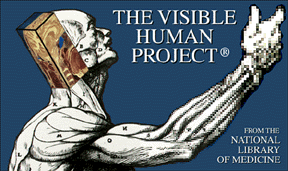 THE VISIBLE
HUMAN
PROJECT®
FROM THE
NATIONAL
LIBRARY
OF MEDICINE